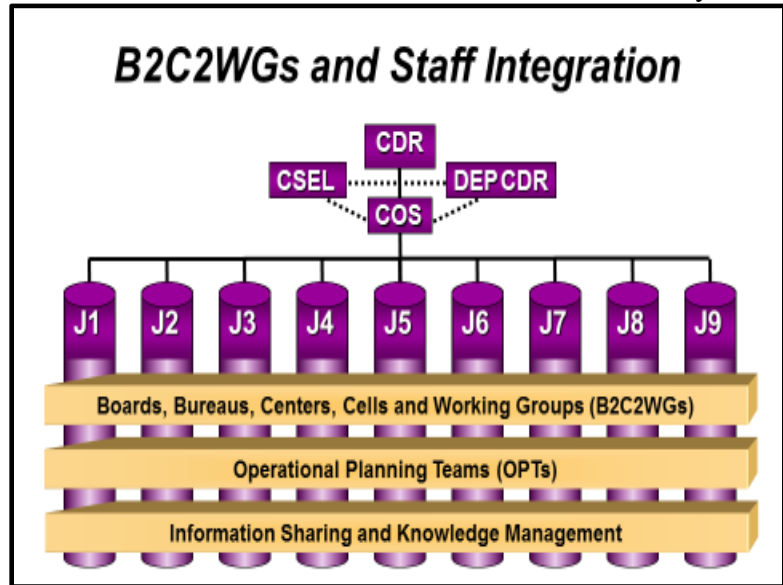 B2C2WGs and Staff Integration
CDR
CSEL DEP CDR
COS
J1 J2 J3 J4 J5 J6 J7 J8 J9
Boards, Bureaus, Centers, Cells and Working Groups (B2C2WGs)
Operational Planning Teams (OPTs)
Information Sharing and Knowledge Management